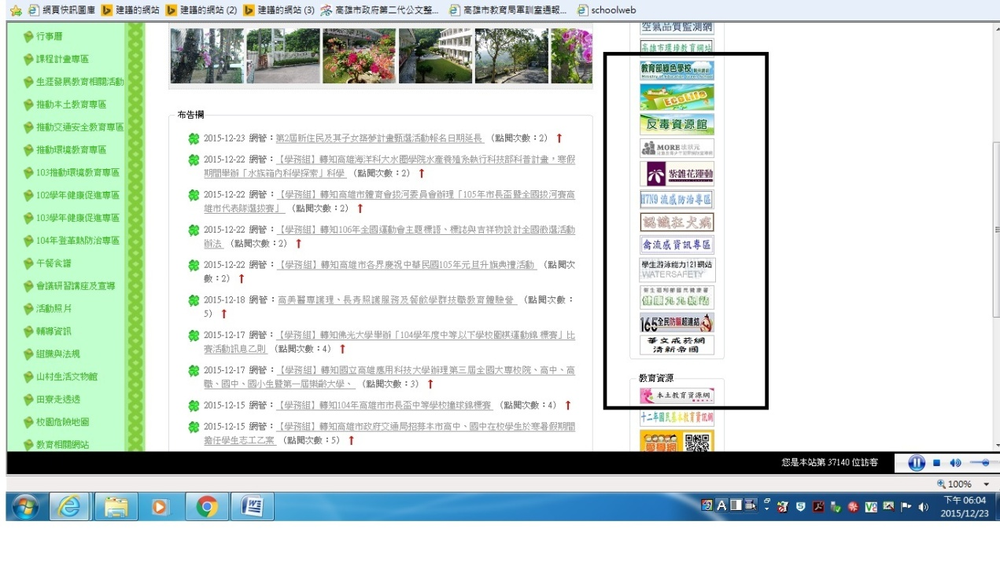 網頁快訊圖庫 建議的網站 建議的網站 (2) 建議的網站 (3) 高雄市政府第二代公文整... 高雄市教育局軍訓室通報... schoolweb
行事曆
課程計畫專區
生涯發展教育相關活動
推動本土教育專區
推動交通安全教育專區
推動環境教育專區
103推動環境教育專區
102學年健康促進專區
103學年健康促進專區
104年登革熱防治專區
午餐食譜
會議研習講座及宣導
活動照片
輔導資訊
組織與法規
山村生活文物館
田寮走透透
校園危險地圖
教育相關網站
布告欄
2015-12-23 網管：第2屆新住民及其子女築夢計畫甄選活動報名日期延長 （點閱次數：2）
2015-12-22 網管：【學務組】轉知高雄海洋科大水圈學院水產養殖系執行科技部科普計畫，寒假
期間舉辦「水族箱內科學探索」科學 （點閱次數：2）
2015-12-22 網管：【學務組】轉知高雄市體育會拔河委員會辦理「105年市長盃暨全國拔河賽高
雄市代表隊選拔賽」 （點閱次數：2）
2015-12-22 網管：【學務組】轉知106年全國運動會主題標語、標誌與吉祥物設計全國徵選活動
辦法 （點閱次數：2）
2015-12-22 網管：【學務組】轉知高雄市各界慶祝中華民國105年元旦升旗典禮活動 （點閱次
數：2）
2015-12-18 網管：高美醫專護理、長青照護服務及餐飲學群技職教育體驗營 （點閱次數：
5）
2015-12-17 網管：【學務組】轉知佛光大學舉辦「104學年度中等以下學校圍棋運動錦 標賽」比
賽活動訊息乙則 （點閱次數：4）
2015-12-17 網管：【學務組】轉知國立高雄應用科技大學辦理第三屆全國大專校院、高中、高
職、國中、國小生暨第一屆樂齡大學、 （點閱次數：3）
2015-12-15 網管：【學務組】轉知104年高雄市市長盃中等學校撞球錦標賽 （點閱次數：4）
2015-12-15 網管：【學務組】轉知高雄市政府交通局招募本市高中、國中在校學生於寒暑假期間
擔任學生志工乙案 （點閱次數：5）
空氣品質監測網
高雄市環境教育網站
教育部綠色學校
EcoLife
反毒資源館
MORE 法狀元
紫錐花運動
H7N9 流感防治專區
認識狂犬病
禽流感資訊專區
學生游泳能力121網站
WATERSAFETY
衛生福利部國民健康署
健康九九網站
165全民防騙超連結
華文戒菸網
清新帝國
教育資源
本土教育資源網
十二年國民基本教育資訊網
愛學網
您是本站第 37140 位訪客
100%
下午 06:04
2015/12/23